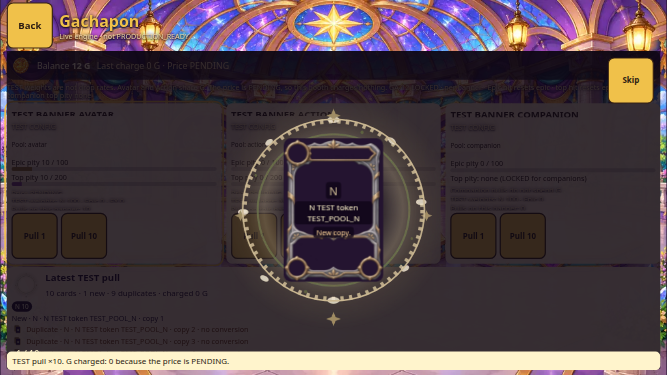 Back
Gachapon
Live engine · not PRODUCTION_READY
Balance 12 G · Last charge 0 G · Price PENDING
Skip
TEST BANNER AVATAR
Pool: avatar
Epic pity 10 / 100
Top pity 10 / 200
Pull 1
Pull 10
TEST BANNER ACTIO
TEST BANNER COMPANION
Pool: companion
Epic pity 0 / 100
Top pity: none (LOCKED for companions)
Pull 1
Pull 10
N
N TEST token
TEST_POOL_N
New copy.
Latest TEST pull
10 cards · 1 new · 9 duplicates · charged 0 G
N 10
New · N · N TEST token TEST_POOL_N · copy 1
Duplicate · N · N TEST token TEST_POOL_N · copy 2 · no conversion
Duplicate · N · N TEST token TEST_POOL_N · copy 3 · no conversion
TEST pull ×10. G charged: 0 because the price is PENDING.